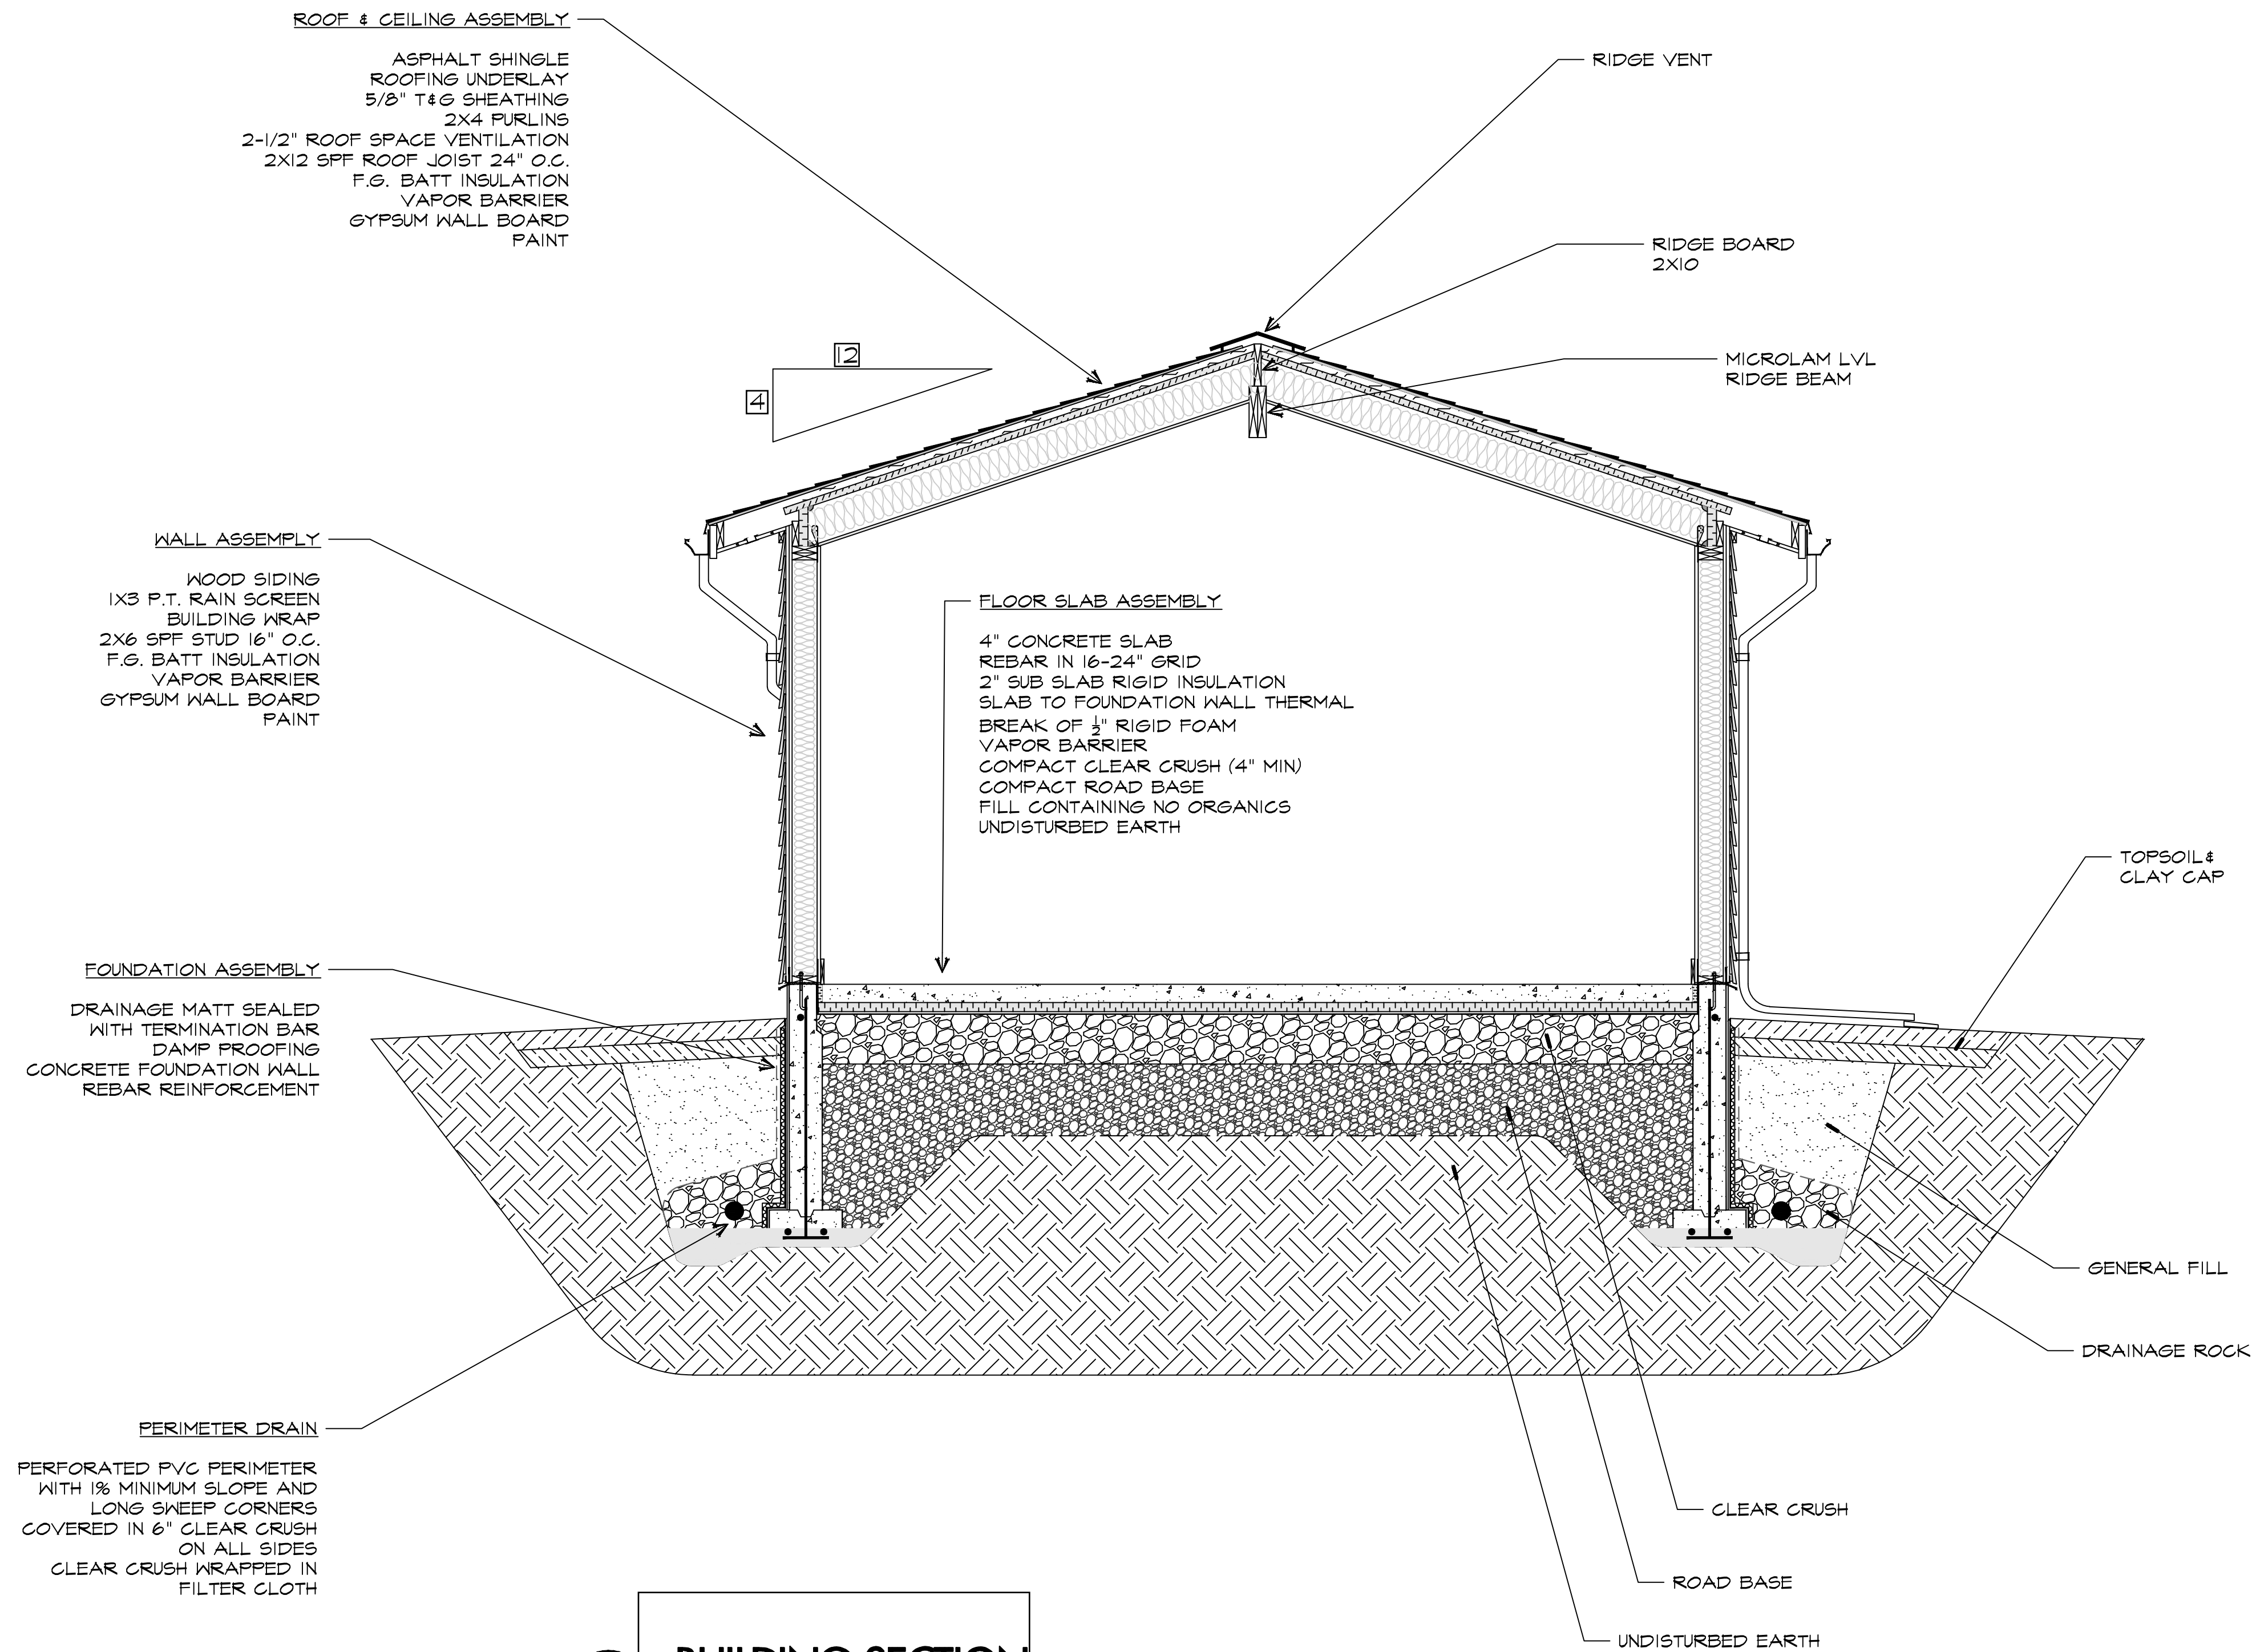 ROOF & CEILING ASSEMBLY
ASPHALT SHINGLE
ROOFING UNDERLAY
5/8" T&G SHEATHING
2X4 PURLINS
2-1/2" ROOF SPACE VENTILATION
2X12 SPF ROOF JOIST 24" O.C.
F.G. BATT INSULATION
VAPOR BARRIER
GYPSUM WALL BOARD
PAINT
RIDGE VENT
RIDGE BOARD
2X10
MICROLAM LVL
RIDGE BEAM
12
4
WALL ASSEMPLY
WOOD SIDING
1X3 P.T. RAIN SCREEN
BUILDING WRAP
2X6 SPF STUD 16" O.C.
F.G. BATT INSULATION
VAPOR BARRIER
GYPSUM WALL BOARD
PAINT
FLOOR SLAB ASSEMBLY
4" CONCRETE SLAB
REBAR IN 16-24" GRID
2" SUB SLAB RIGID INSULATION
SLAB TO FOUNDATION WALL THERMAL
BREAK OF ½" RIGID FOAM
VAPOR BARRIER
COMPACT CLEAR CRUSH (4" MIN)
COMPACT ROAD BASE
FILL CONTAINING NO ORGANICS
UNDISTURBED EARTH
TOPSOIL&
CLAY CAP
FOUNDATION ASSEMBLY
DRAINAGE MATT SEALED
WITH TERMINATION BAR
DAMP PROOFING
CONCRETE FOUNDATION WALL
REBAR REINFORCEMENT
GENERAL FILL
DRAINAGE ROCK
PERIMETER DRAIN
PERFORATED PVC PERIMETER
WITH 1% MINIMUM SLOPE AND
LONG SWEEP CORNERS
COVERED IN 6" CLEAR CRUSH
ON ALL SIDES
CLEAR CRUSH WRAPPED IN
FILTER CLOTH
CLEAR CRUSH
ROAD BASE
UNDISTURBED EARTH
BUILDING SECTION